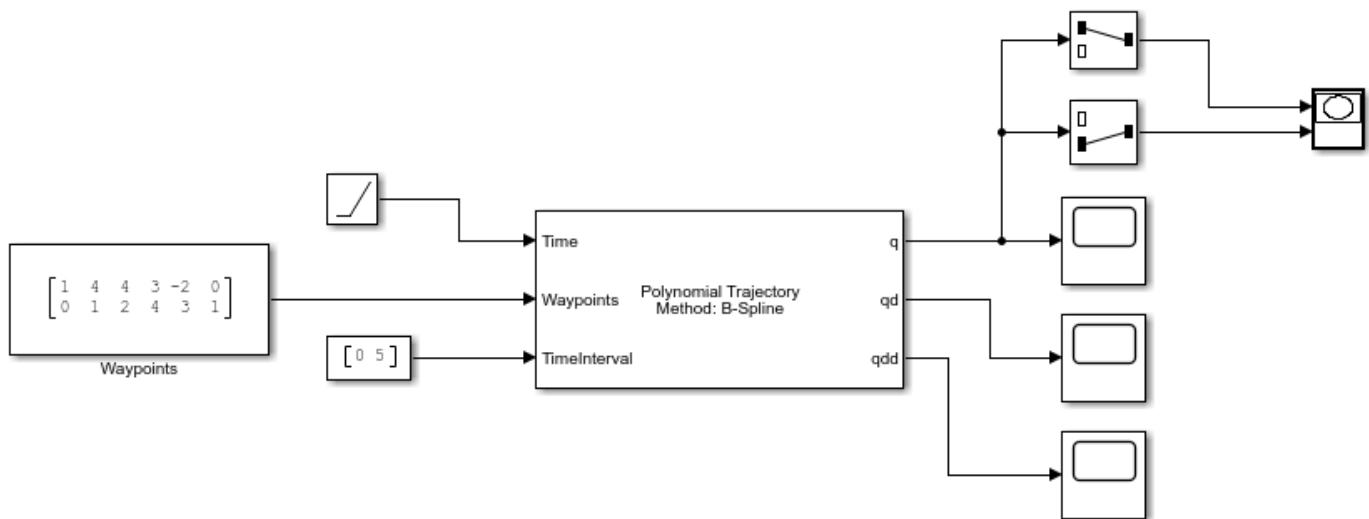 1 4 4 3 -2 0
0 1 2 4 3 1
Waypoints
[0 5]
Time
Waypoints
TimeInterval
Polynomial Trajectory
Method: B-Spline
q
qd
qdd